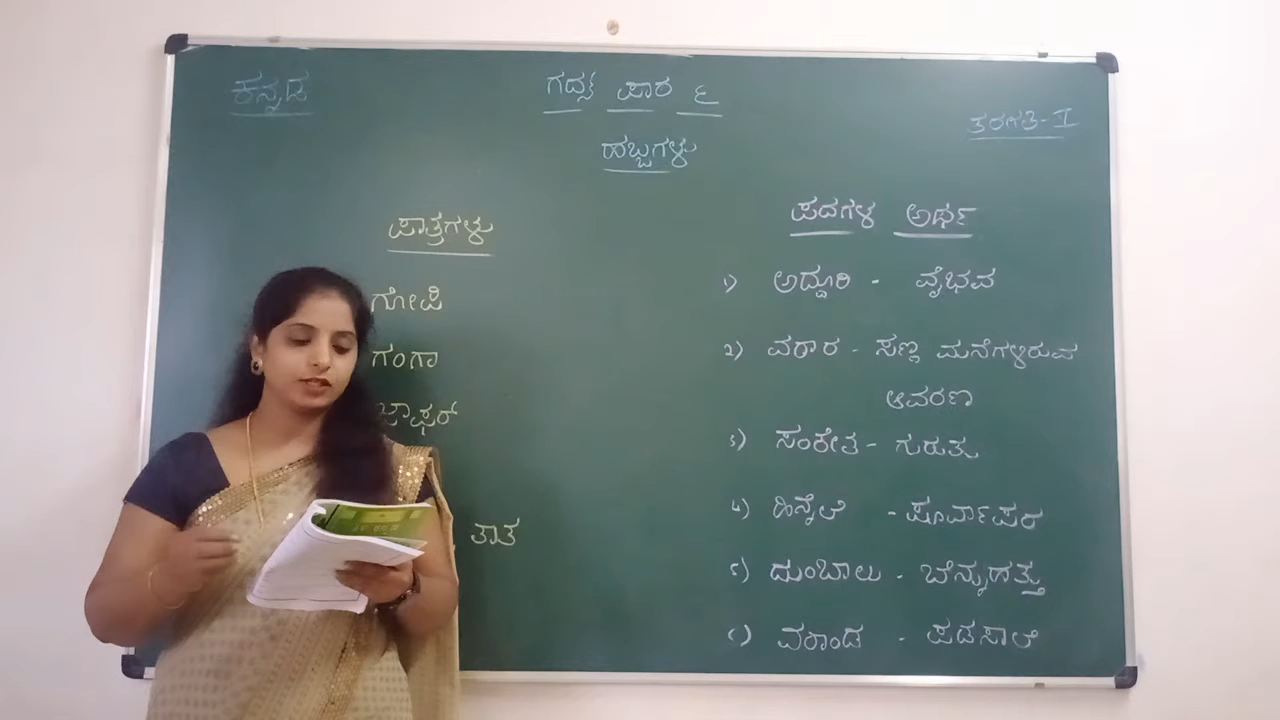 ಕನ್ನಡ
ಗದ್ಯ ಪಾಠ ೬
ತರಗತಿ-II
ಹಬ್ಬಗಳು
ಪಾತ್ರಗಳು
ಗೋಪಿ
ಗಂಗಾ
ಜಾಫರ್
ತಾತ
ಪದಗಳ ಅರ್ಥ
೧) ಅದ್ದೂರಿ - ವೈಭವ
೨) ವಠಾರ - ಸಣ್ಣ ಮನೆಗಳಿರುವ
ಆವರಣ
೩) ಸಂಕೇತ - ಗುರುತು
೪) ಹಿನ್ನೆಲೆ - ಪೂರ್ವಾಪರ
೫) ದುಂಬಾಲು - ಬೆನ್ನುಹತ್ತು
೬) ವರಾಂಡ - ಪಡಸಾಲೆ